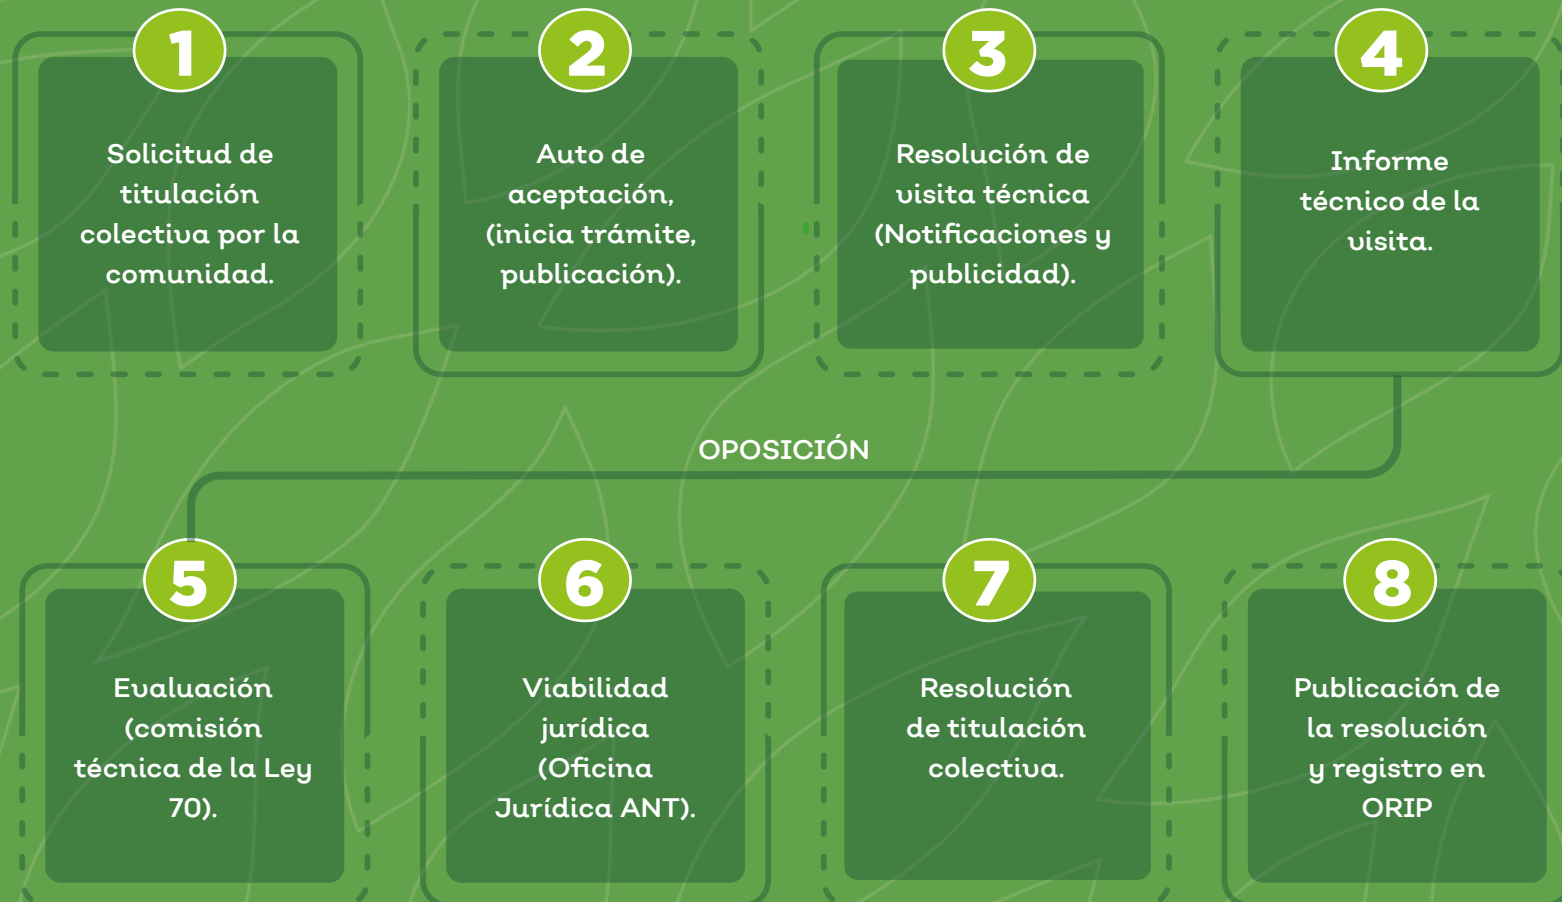 1
Solicitud de
titulación
colectiva por la
comunidad.
2
Auto de
aceptación,
(inicia trámite,
publicación).
3
Resolución de
visita técnica
(Notificaciones y
publicidad).
4
Informe
técnico de la
visita.
OPOSICIÓN
5
Evaluación
(comisión
técnica de la Ley
70).
6
Viabilidad
jurídica
(Oficina
Jurídica ANT).
7
Resolución
de titulación
colectiva.
8
Publicación de
la resolución
y registro en
ORIP